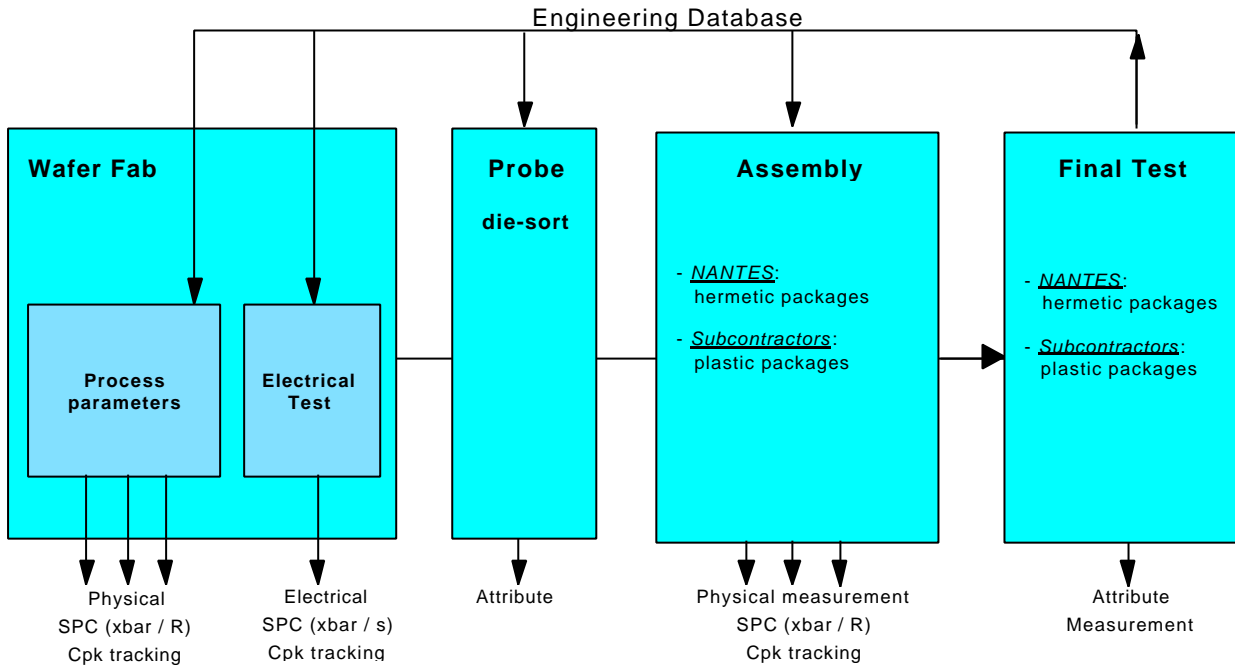 Engineering Database
Wafer Fab
Process
parameters
Electrical
Test
Probe
die-sort
Assembly
- NANTES:
hermetic packages
- Subcontractors:
plastic packages
Final Test
- NANTES:
hermetic packages
- Subcontractors:
plastic packages
Physical
SPC (xbar / R)
Cpk tracking
Electrical
SPC (xbar / s)
Cpk tracking
Attribute
Physical measurement
SPC (xbar / R)
Cpk tracking
Attribute
Measurement